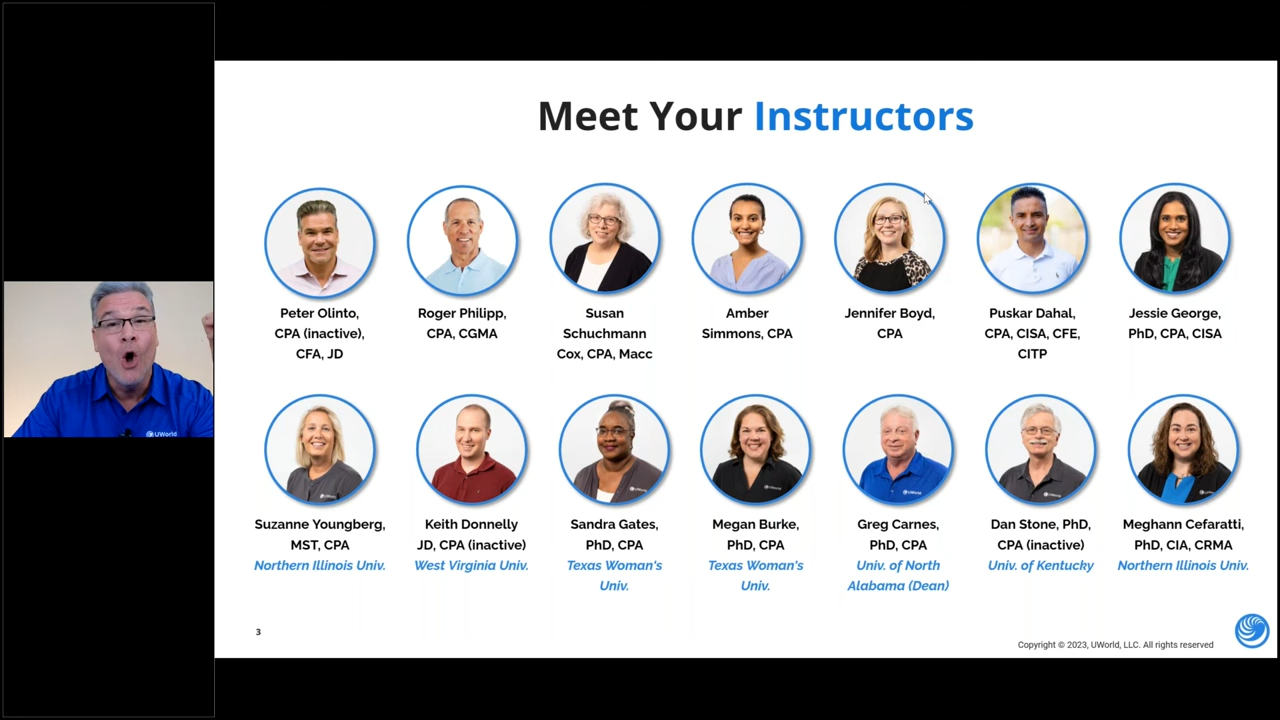 Meet Your Instructors
Peter Olinto,
CPA (inactive),
CFA, JD
Roger Philipp,
CPA, CGMA
Susan
Schuchmann
Cox, CPA, Macc
Amber
Simmons, CPA
Jennifer Boyd,
CPA
Puskar Dahal,
CPA, CISA, CFE,
CITP
Jessie George,
PhD, CPA, CISA
UWorld
Suzanne Youngberg,
MST, CPA
Northern Illinois Univ.
Keith Donnelly
JD, CPA (inactive)
West Virginia Univ.
Sandra Gates,
PhD, CPA
Texas Woman's
Univ.
Megan Burke,
PhD, CPA
Texas Woman's
Univ.
Greg Carnes,
PhD, CPA
Univ. of North
Alabama (Dean)
Dan Stone, PhD,
CPA (inactive)
Univ. of Kentucky
Meghann Cefaratti,
PhD, CIA, CRMA
Northern Illinois Univ.
3
Copyright © 2023, UWorld, LLC. All rights reserved